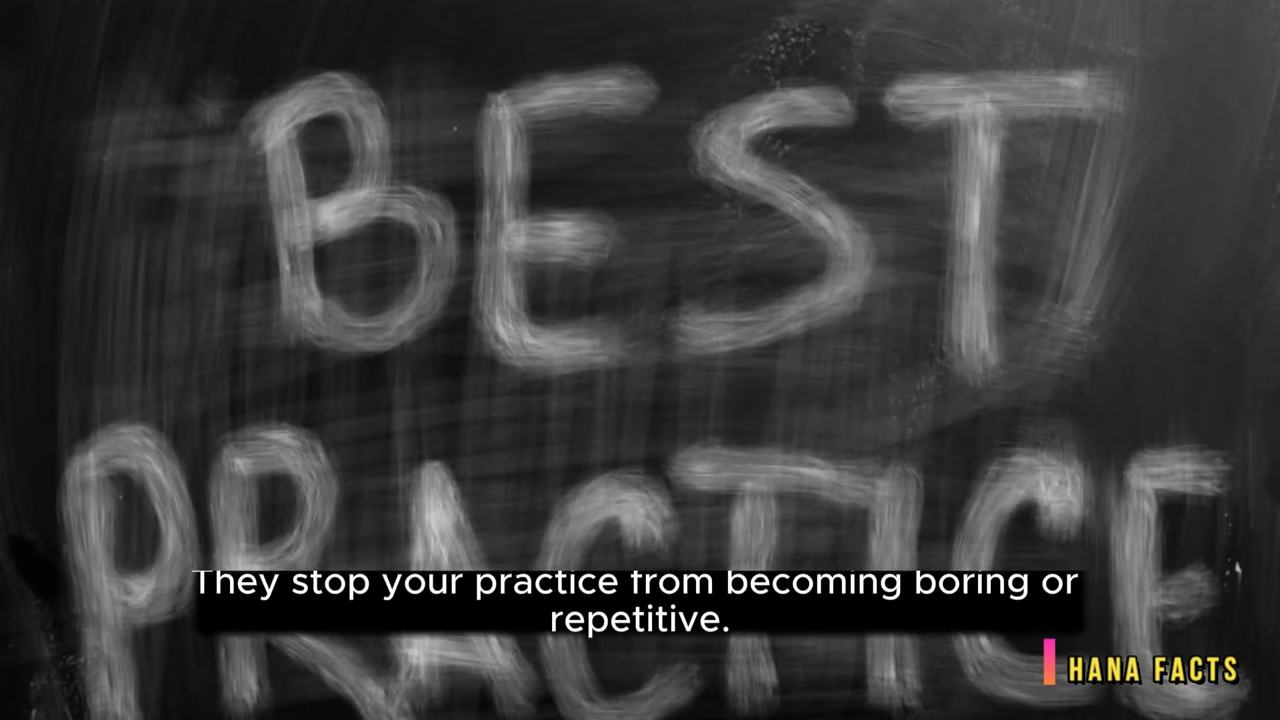 BEST
PRACTICE
They stop your practice from becoming boring or
repetitive.
HANA FACTS